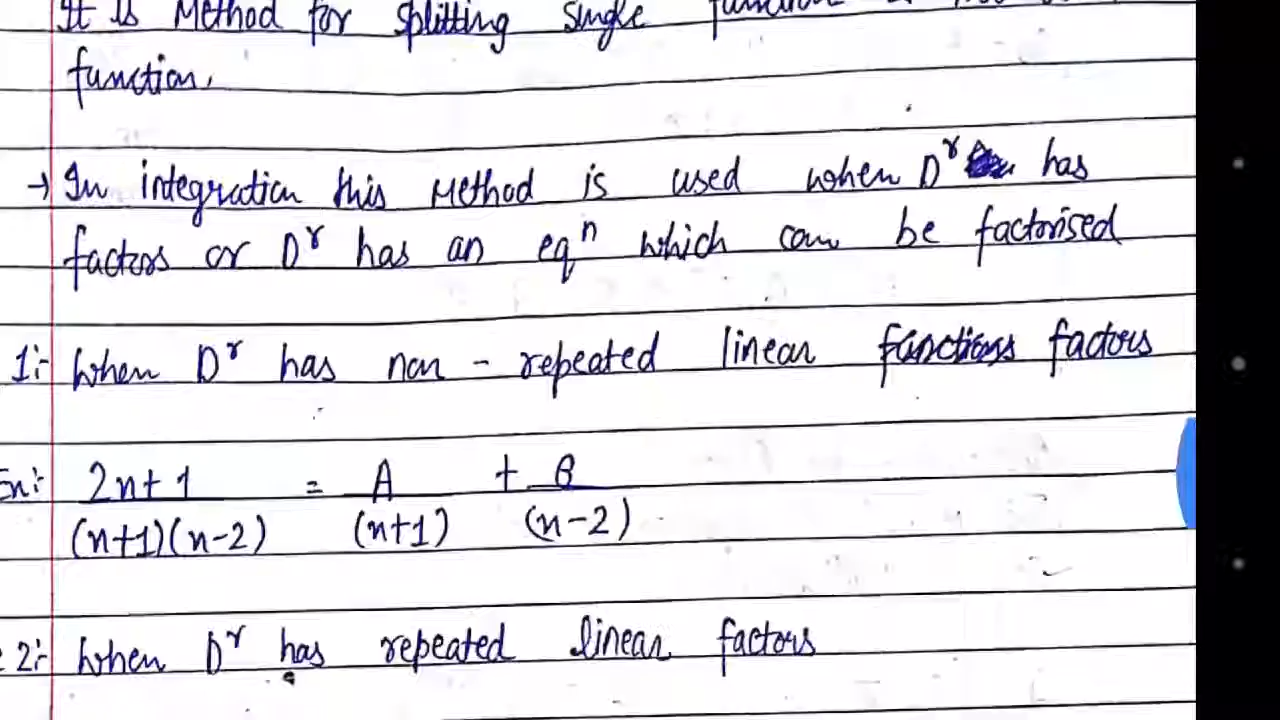 It is Method for splitting single function
function.
→ In integration this Method is used when Dʳ has
factors or Dʳ has an eqⁿ which can be factorised
1:- When Dʳ has non - repeated linear functions factors
Ex:- 2x+1 = A + B
(x+1)(x-2) (x+1) (x-2)
2:- When Dʳ has repeated linear factors